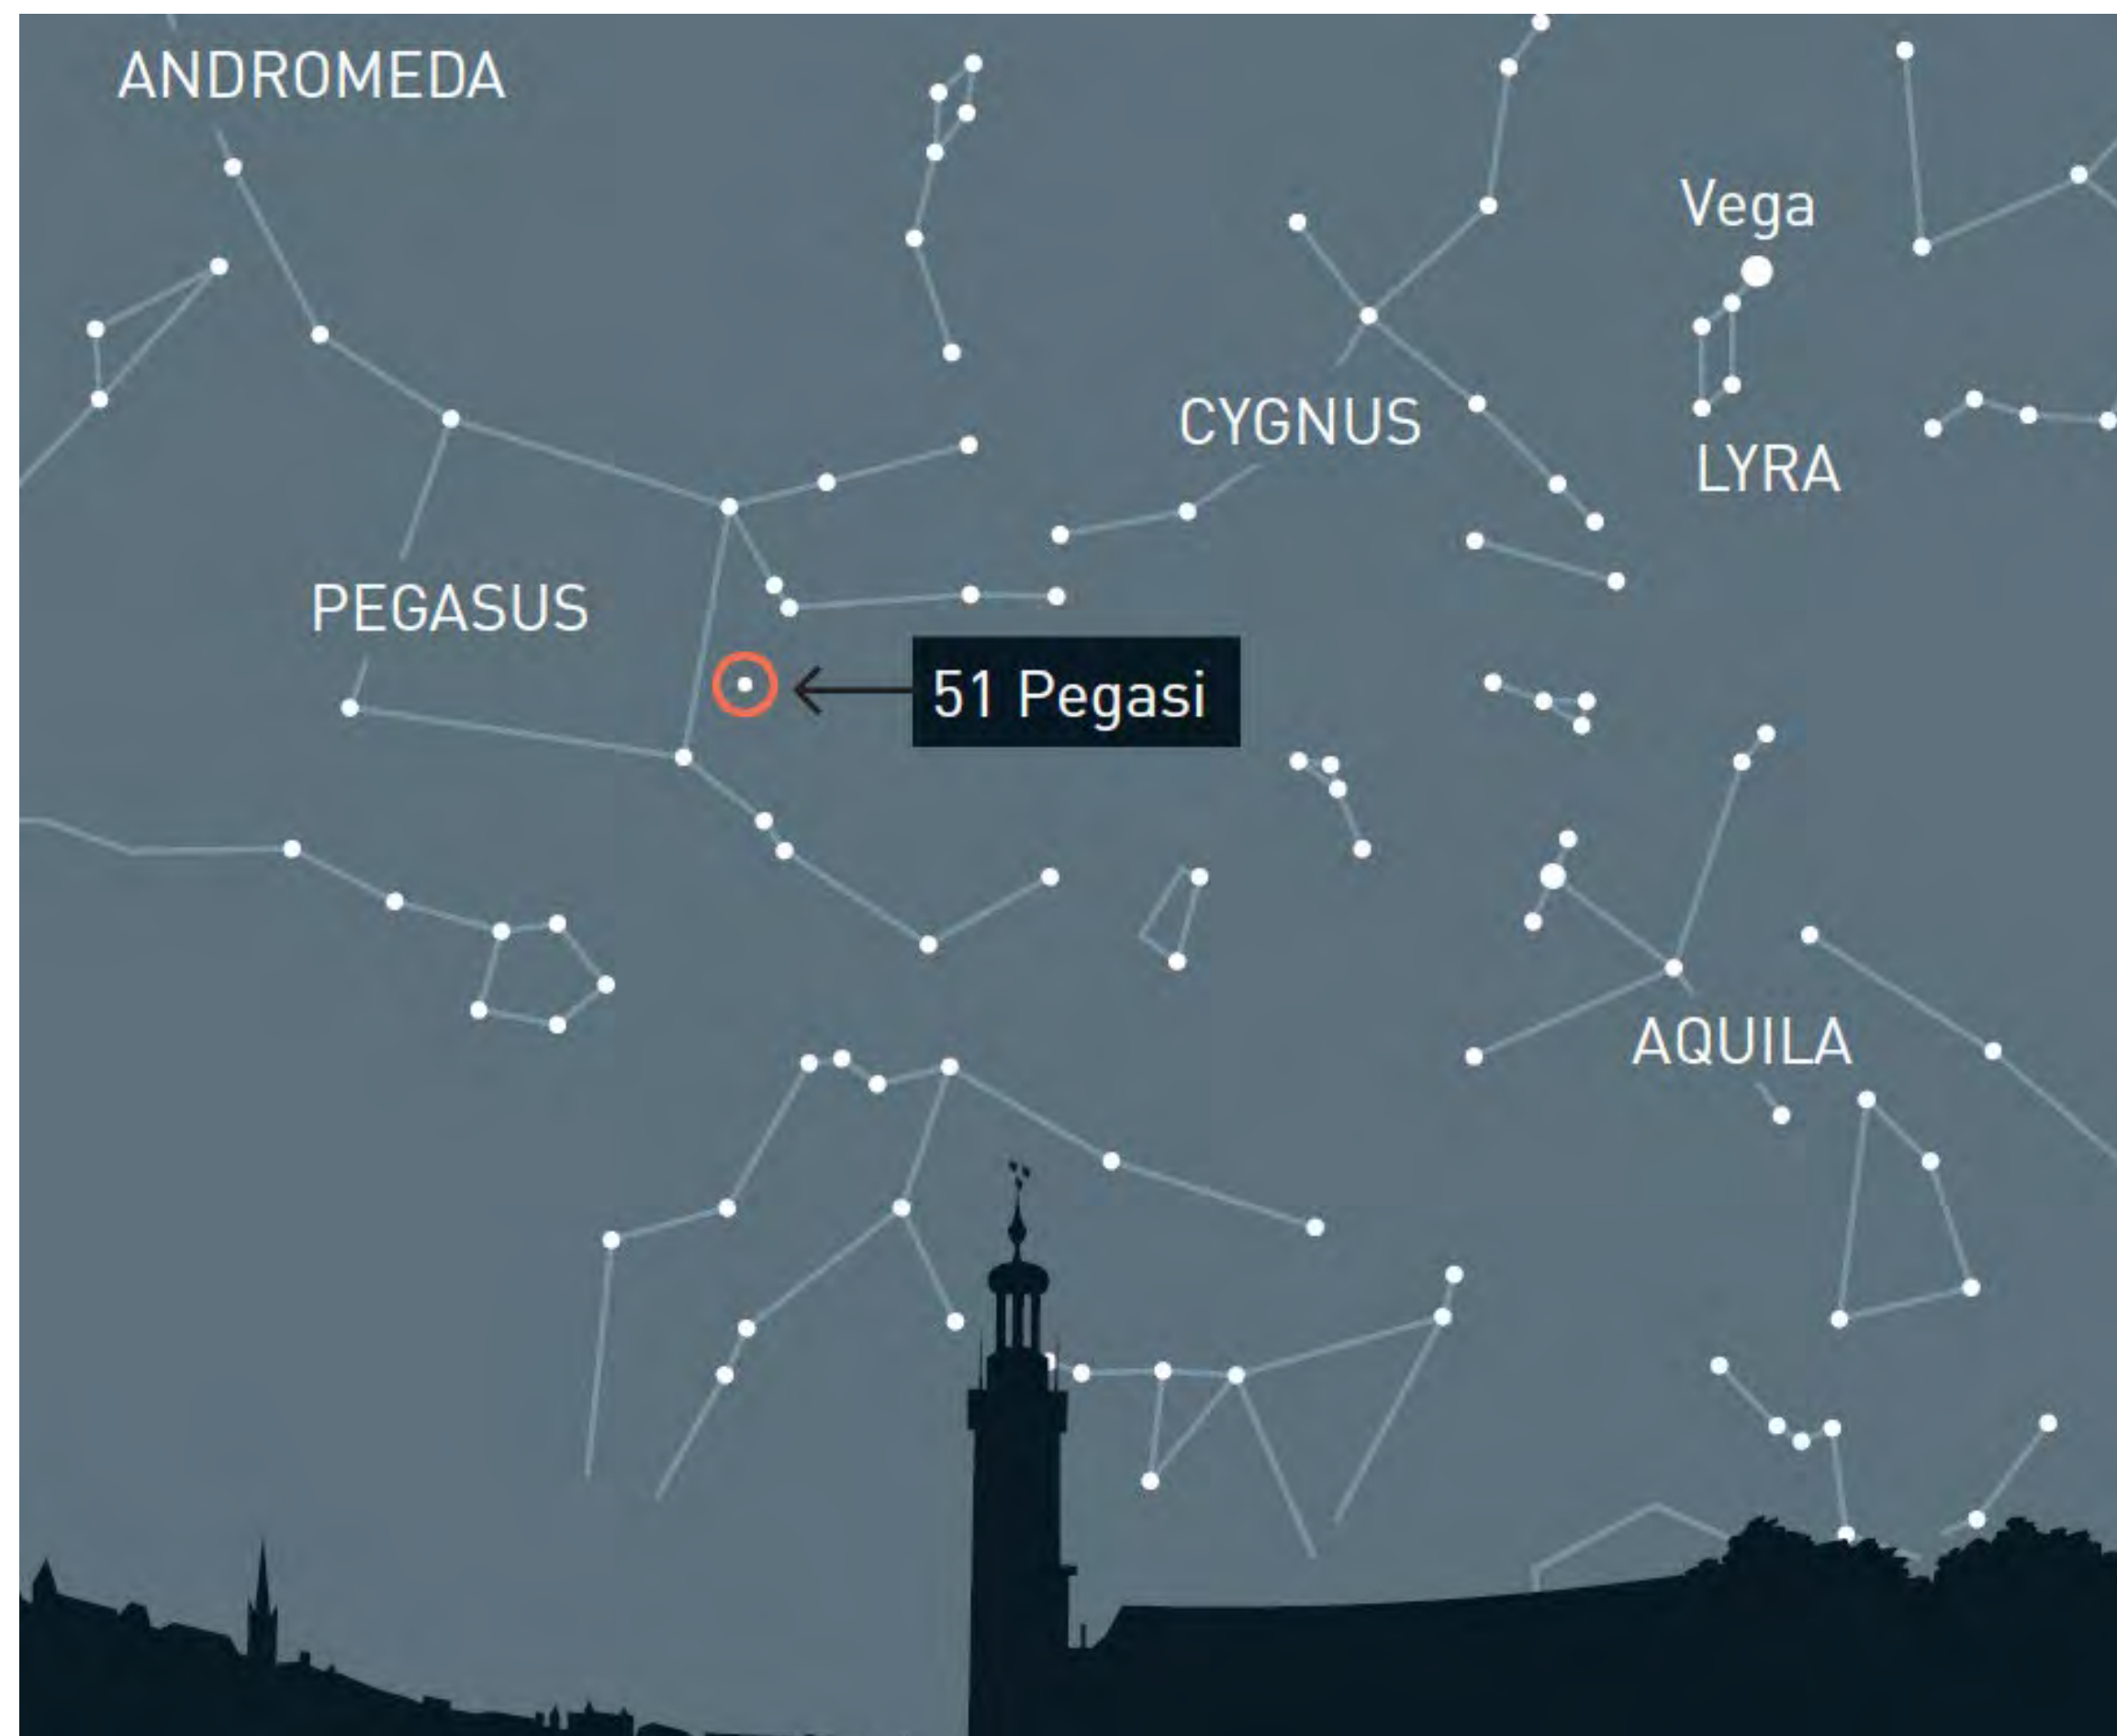 ANDROMEDA
Vega
CYGNUS
LYRA
PEGASUS
51 Pegasi
AQUILA